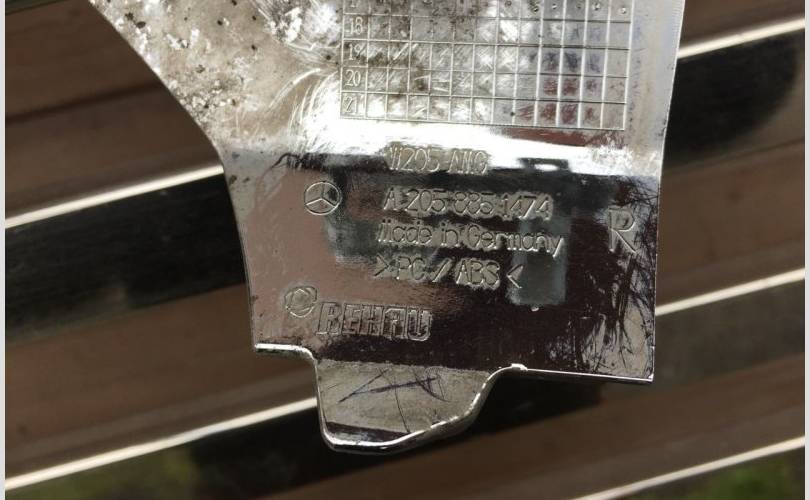 18
19
20
21
W205-AMG
A 205 885 1474
Made in Germany
>PC / ABS<
R
REHAU